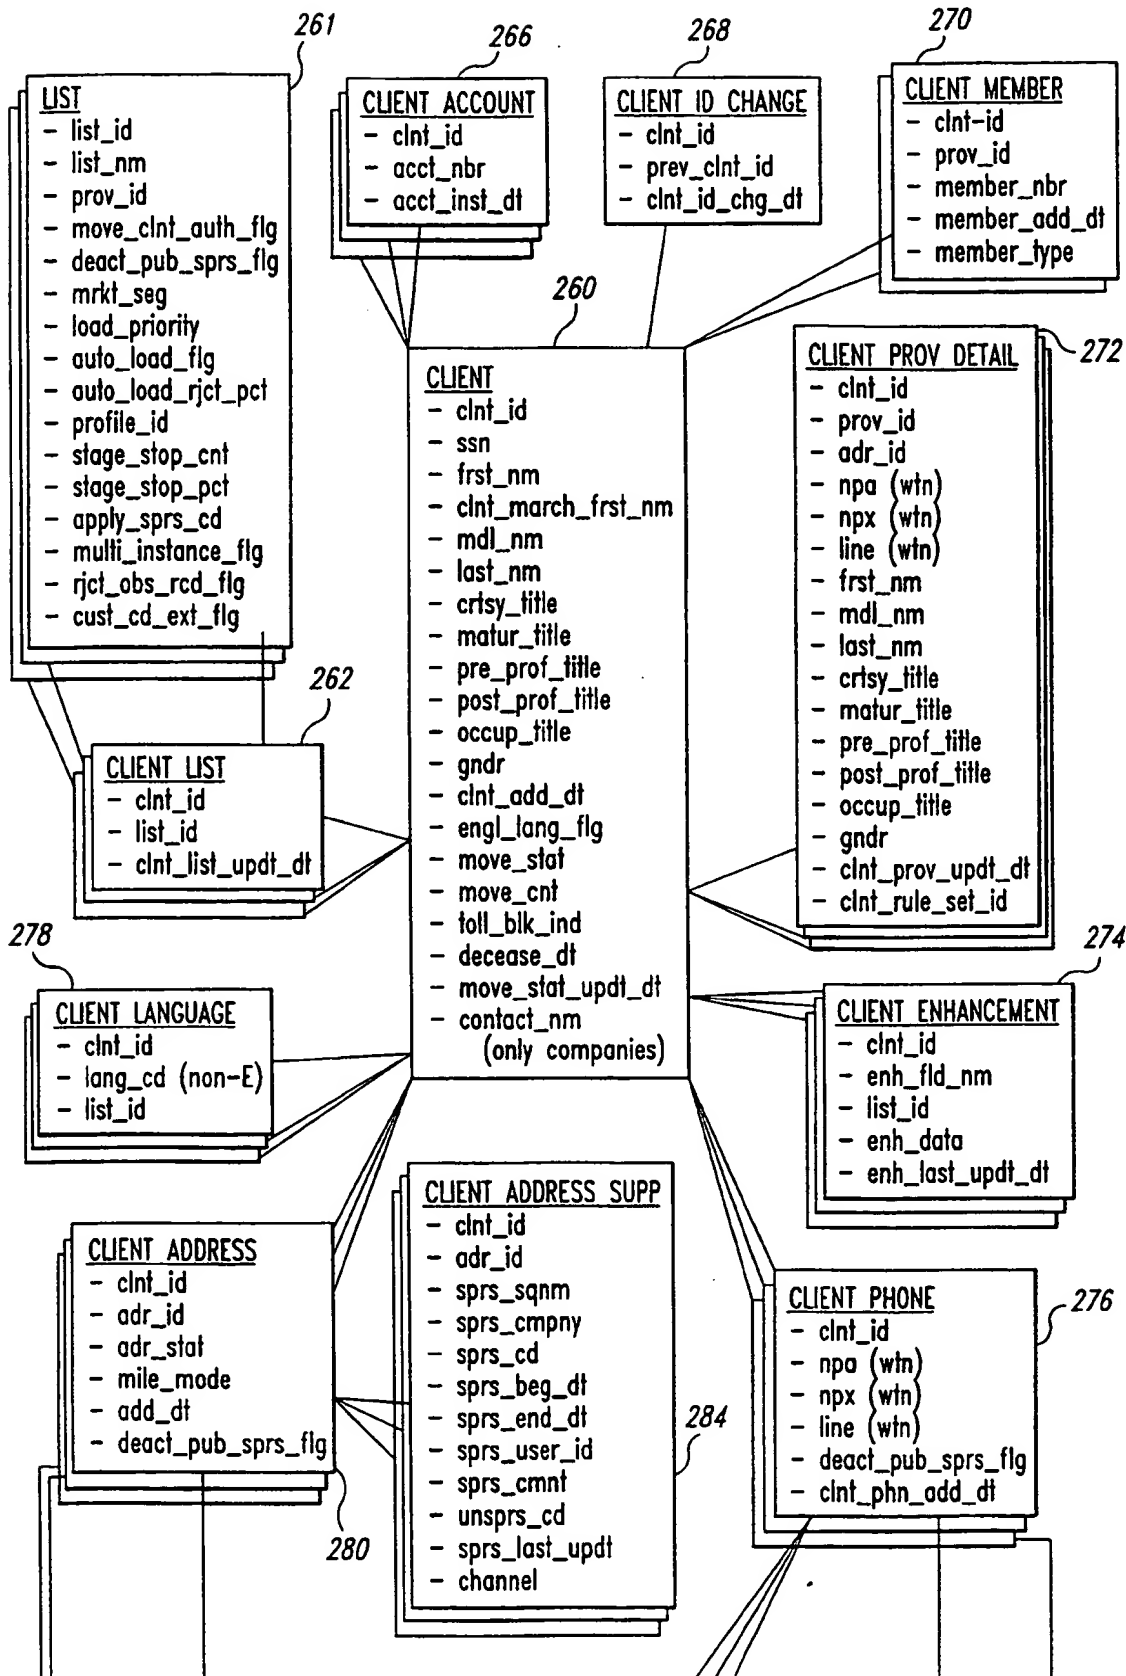 261
LIST
- list_id
- list_nm
- prov_id
- move_clnt_auth_flg
- deact_pub_sprs_flg
- mrkt_seg
- load_priority
- auto_load_flg
- auto_load_rjct_pct
- profile_id
- stage_stop_cnt
- stage_stop_pct
- apply_sprs_cd
- multi_instance_flg
- rjct_obs_rcd_flg
- cust_cd_ext_flg
266
CLIENT ACCOUNT
- clnt_id
- acct_nbr
- acct_inst_dt
268
CLIENT ID CHANGE
- clnt_id
- prev_clnt_id
- clnt_id_chg_dt
270
CLIENT MEMBER
- clnt-id
- prov_id
- member_nbr
- member_add_dt
- member_type
260
CLIENT
- clnt_id
- ssn
- frst_nm
- clnt_march_frst_nm
- mdl_nm
- last_nm
- crtsy_title
- matur_title
- pre_prof_title
- post_prof_title
- occup_title
- gndr
- clnt_add_dt
- engl_lang_flg
- move_stat
- move_cnt
- toll_blk_ind
- decease_dt
- move_stat_updt_dt
- contact_nm
(only companies)
272
CLIENT PROV DETAIL
- clnt_id
- prov_id
- adr_id
- npa (wtn)
- npx (wtn)
- line (wtn)
- frst_nm
- mdl_nm
- last_nm
- crtsy_title
- matur_title
- pre_prof_title
- post_prof_title
- occup_title
- gndr
- clnt_prov_updt_dt
- clnt_rule_set_id
262
CLIENT LIST
- clnt_id
- list_id
- clnt_list_updt_dt
278
CLIENT LANGUAGE
- clnt_id
- lang_cd (non-E)
- list_id
274
CLIENT ENHANCEMENT
- clnt_id
- enh_fld_nm
- list_id
- enh_data
- enh_last_updt_dt
CLIENT ADDRESS
- clnt_id
- adr_id
- adr_stat
- mile_mode
- add_dt
- deact_pub_sprs_flg
280
CLIENT ADDRESS SUPP
- clnt_id
- adr_id
- sprs_sqnm
- sprs_cmpny
- sprs_cd
- sprs_beg_dt
- sprs_end_dt
- sprs_user_id
- sprs_cmnt
- unsprs_cd
- sprs_last_updt
- channel
284
CLIENT PHONE
- clnt_id
- npa (wtn)
- npx (wtn)
- line (wtn)
- deact_pub_sprs_flg
- clnt_phn_add_dt
276